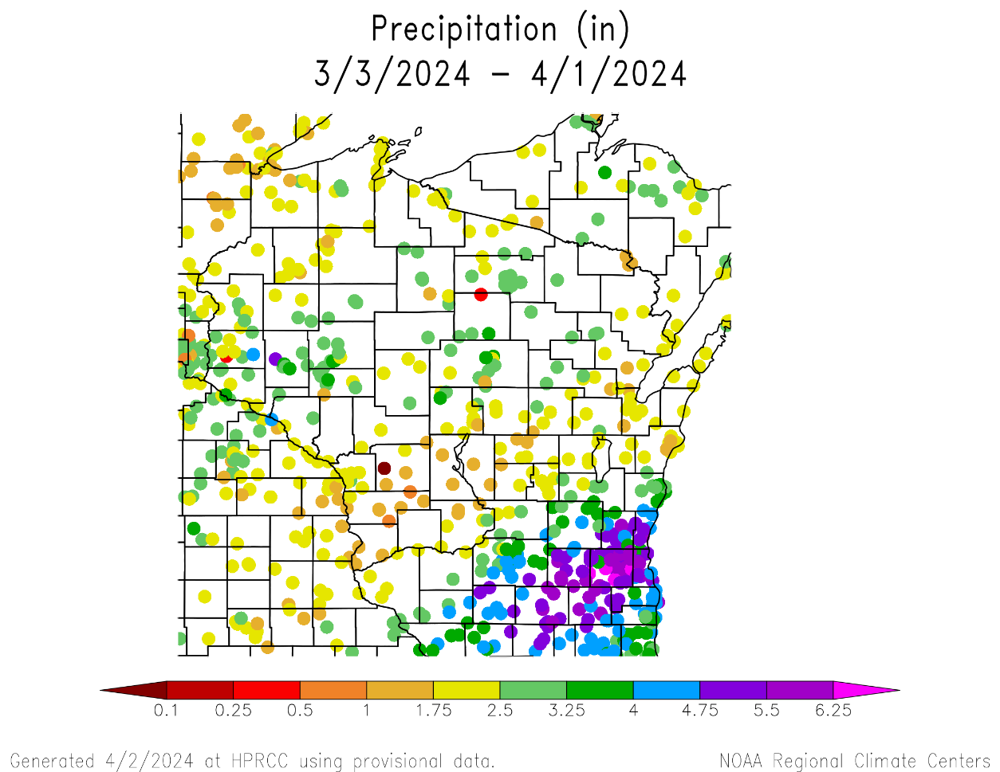 Precipitation (in)
3/3/2024 – 4/1/2024
0.1 0.25 0.5 1 1.75 2.5 3.25 4 4.75 5.5 6.25
Generated 4/2/2024 at HPRCC using provisional data.
NOAA Regional Climate Centers